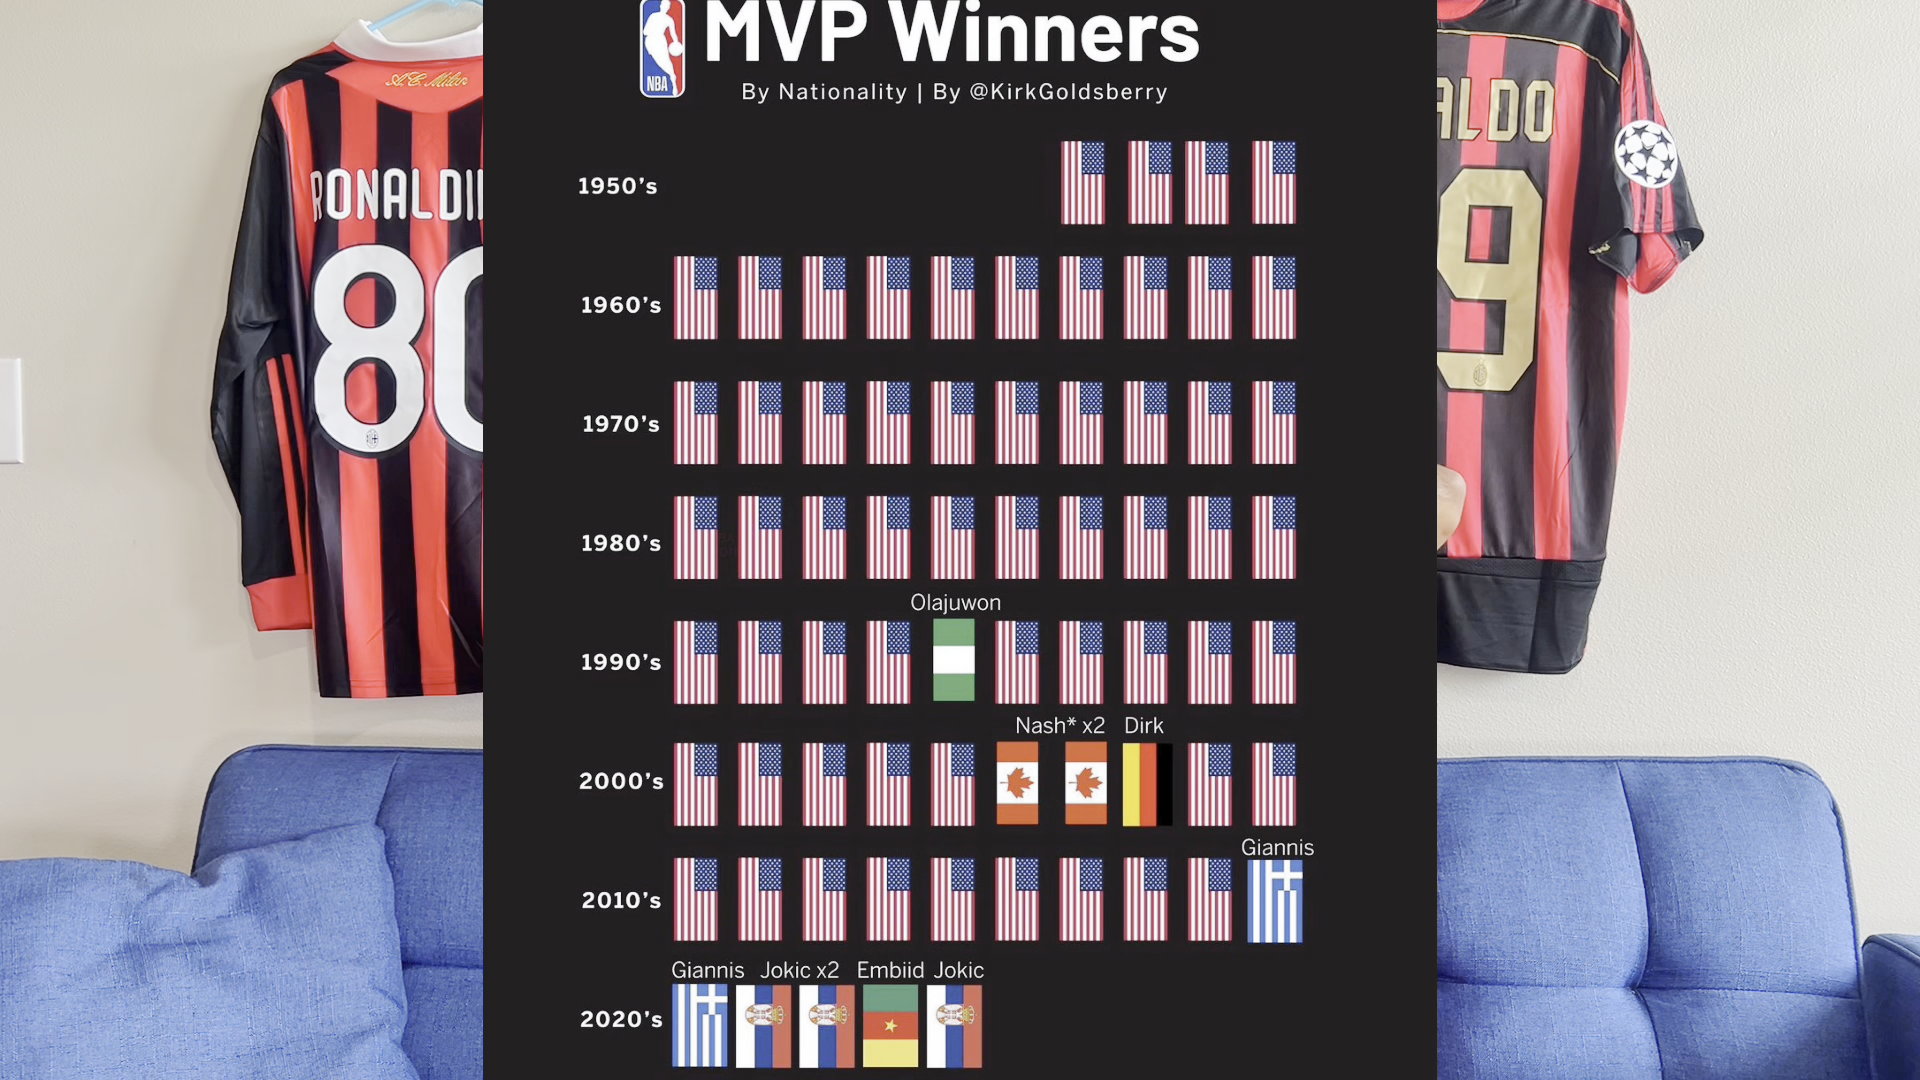 MVP Winners
NBA
By Nationality | By @KirkGoldsberry
1950's
1960's
1970's
1980's
Olajuwon
1990's
Nash* x2 Dirk
2000's
Giannis
2010's
Giannis Jokic x2 Embiid Jokic
2020's
A.C. Milan
RONALDI
80
ALDO
9